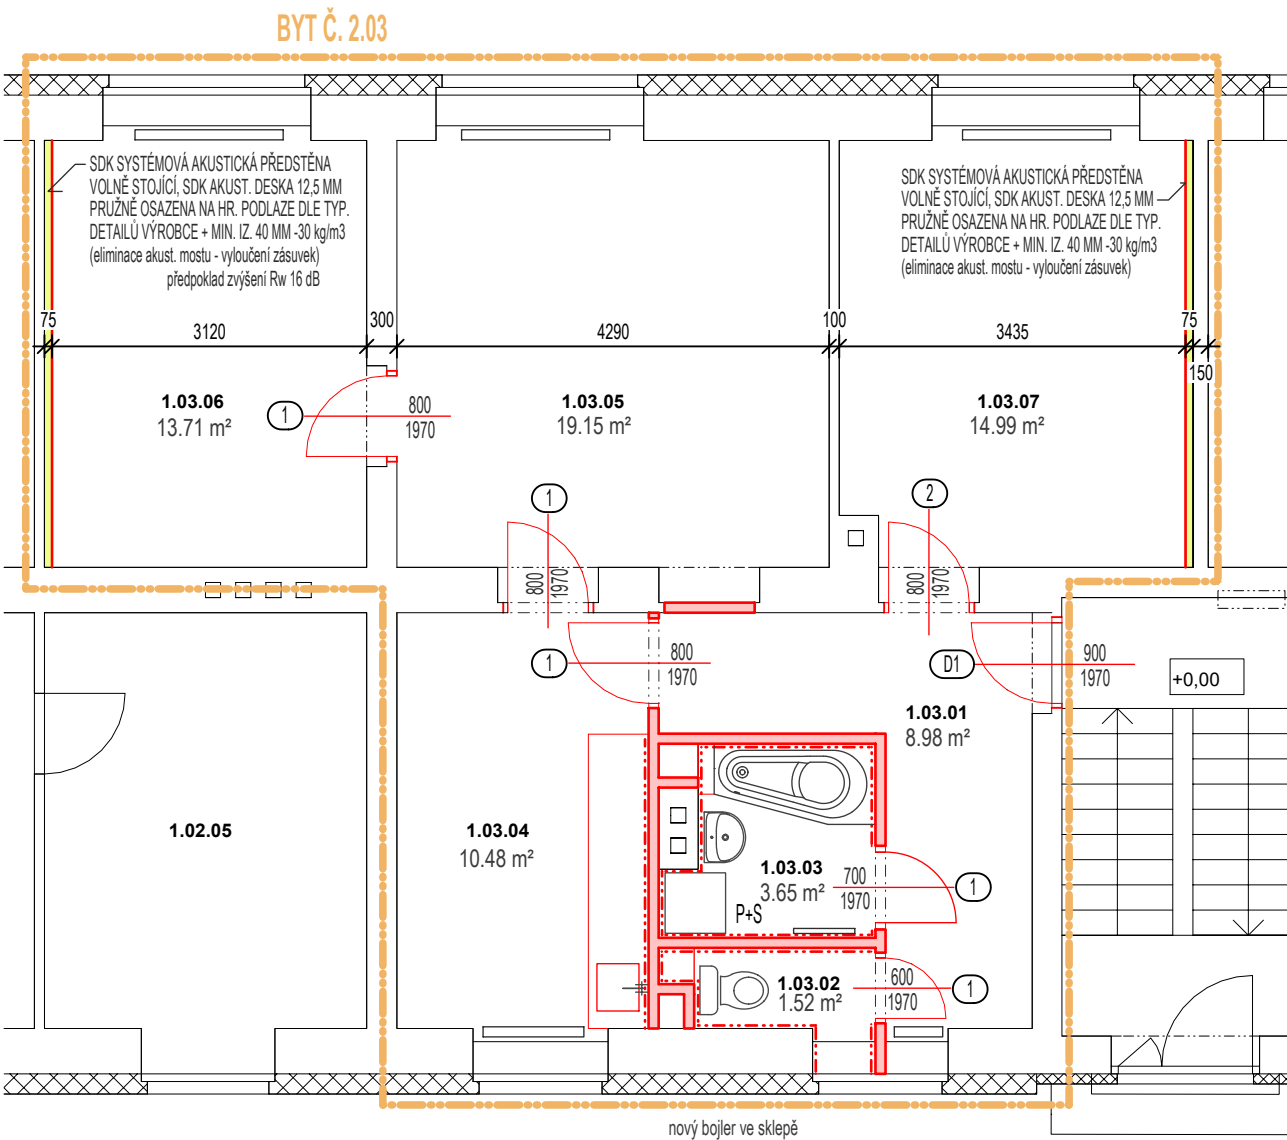 BYT Č. 2.03
SDK SYSTÉMOVÁ AKUSTICKÁ PŘEDSTĚNA
VOLNĚ STOJÍCÍ, SDK AKUST. DESKA 12,5 MM
PRUŽNĚ OSAZENA NA HR. PODLAZE DLE TYP.
DETAILŮ VÝROBCE + MIN. IZ. 40 MM -30 kg/m3
(eliminace akust. mostu - vyloučení zásuvek)
předpoklad zvýšení Rw 16 dB
SDK SYSTÉMOVÁ AKUSTICKÁ PŘEDSTĚNA
VOLNĚ STOJÍCÍ, SDK AKUST. DESKA 12,5 MM
PRUŽNĚ OSAZENA NA HR. PODLAZE DLE TYP.
DETAILŮ VÝROBCE + MIN. IZ. 40 MM -30 kg/m3
(eliminace akust. mostu - vyloučení zásuvek)
75
3120
300
4290
100
3435
75
150
1.03.06
13.71 m²
1
800
1970
1.03.05
19.15 m²
1.03.07
14.99 m²
1
800
1970
2
800
1970
1
800
1970
D1
900
1970
+0,00
1.03.01
8.98 m²
1.02.05
1.03.04
10.48 m²
1.03.03
3.65 m²
700
1970
1
P+S
1.03.02
1.52 m²
600
1970
1
nový bojler ve sklepě